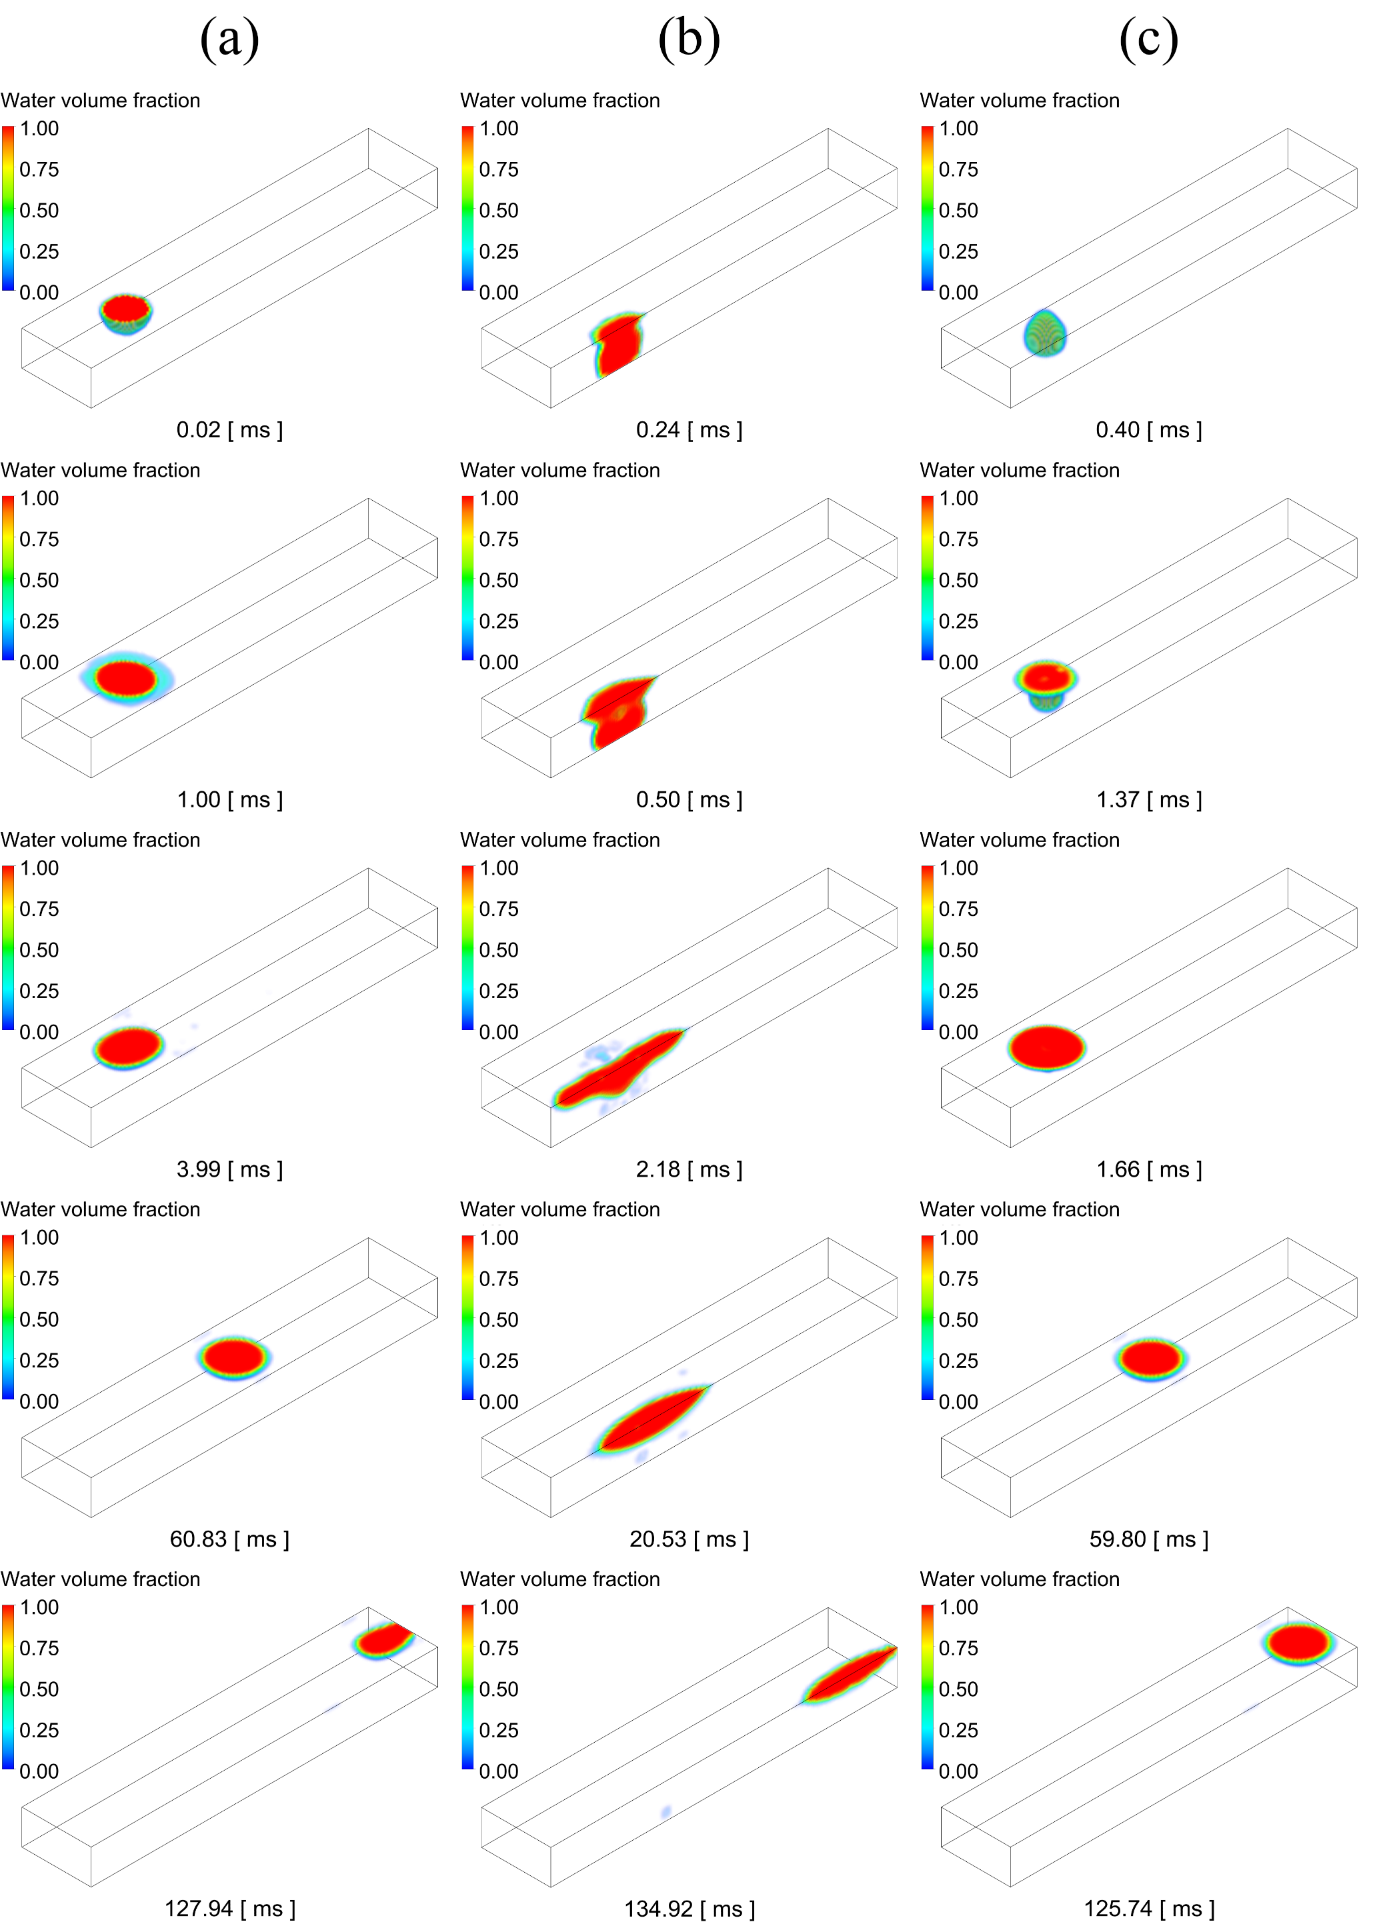 (a) (b) (c)
Water volume fraction
1.00
0.75
0.50
0.25
0.00
0.02 [ ms ]
Water volume fraction
1.00
0.75
0.50
0.25
0.00
0.24 [ ms ]
Water volume fraction
1.00
0.75
0.50
0.25
0.00
0.40 [ ms ]
Water volume fraction
1.00
0.75
0.50
0.25
0.00
1.00 [ ms ]
Water volume fraction
1.00
0.75
0.50
0.25
0.00
0.50 [ ms ]
Water volume fraction
1.00
0.75
0.50
0.25
0.00
1.37 [ ms ]
Water volume fraction
1.00
0.75
0.50
0.25
0.00
3.99 [ ms ]
Water volume fraction
1.00
0.75
0.50
0.25
0.00
2.18 [ ms ]
Water volume fraction
1.00
0.75
0.50
0.25
0.00
1.66 [ ms ]
Water volume fraction
1.00
0.75
0.50
0.25
0.00
60.83 [ ms ]
Water volume fraction
1.00
0.75
0.50
0.25
0.00
20.53 [ ms ]
Water volume fraction
1.00
0.75
0.50
0.25
0.00
59.80 [ ms ]
Water volume fraction
1.00
0.75
0.50
0.25
0.00
127.94 [ ms ]
Water volume fraction
1.00
0.75
0.50
0.25
0.00
134.92 [ ms ]
Water volume fraction
1.00
0.75
0.50
0.25
0.00
125.74 [ ms ]